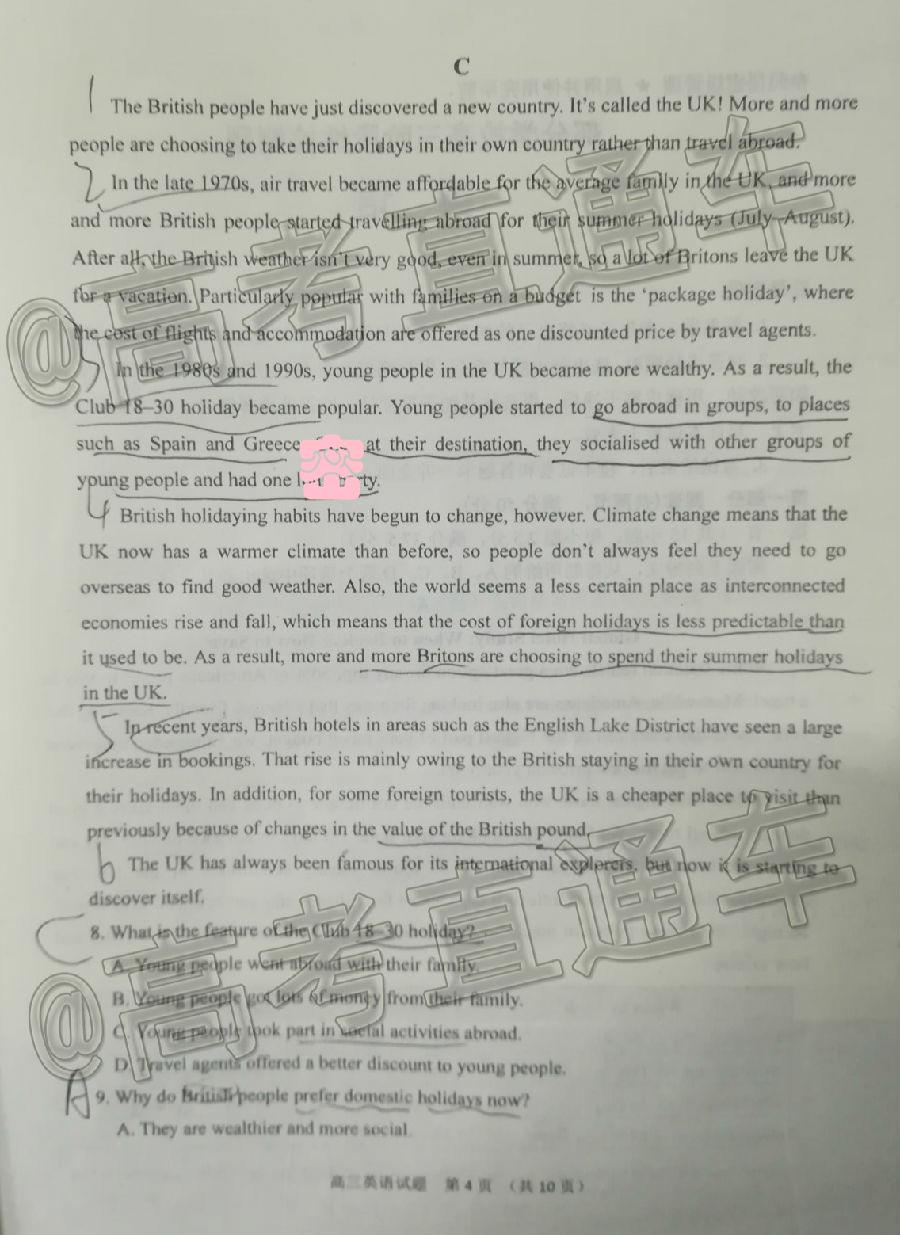 C
1
The British people have just discovered a new country. It's called the UK! More and more
people are choosing to take their holidays in their own country rather than travel abroad.
2
In the late 1970s, air travel became affordable for the average family in the UK, and more
and more British people started travelling abroad for their summer holidays (July–August).
After all, the British weather isn't very good, even in summer, so a lot of Britons leave the UK
for a vacation. Particularly popular with families on a budget is the 'package holiday', where
the cost of flights and accommodation are offered as one discounted price by travel agents.
In the 1980s and 1990s, young people in the UK became more wealthy. As a result, the
Club 18–30 holiday became popular. Young people started to go abroad in groups, to places
such as Spain and Greece at their destination, they socialised with other groups of
young people and had one
4
British holidaying habits have begun to change, however. Climate change means that the
UK now has a warmer climate than before, so people don't always feel they need to go
overseas to find good weather. Also, the world seems a less certain place as interconnected
economies rise and fall, which means that the cost of foreign holidays is less predictable than
it used to be. As a result, more and more Britons are choosing to spend their summer holidays
in the UK.
5
In recent years, British hotels in areas such as the English Lake District have seen a large
increase in bookings. That rise is mainly owing to the British staying in their own country for
their holidays. In addition, for some foreign tourists, the UK is a cheaper place to visit than
previously because of changes in the value of the British pound.
6
The UK has always been famous for its international explorers, but now it is starting to
discover itself.
C
8. What is the feature of the Club 18–30 holiday?
A. Young people went abroad with their family.
B. Young people got lots of money from their family.
C. Young people took part in social activities abroad.
D. Travel agents offered a better discount to young people.
A
9. Why do British people prefer domestic holidays now?
A. They are wealthier and more social.
高三英语试题 第 4 页 （共 10 页）
@高考直通车
@高考直通车